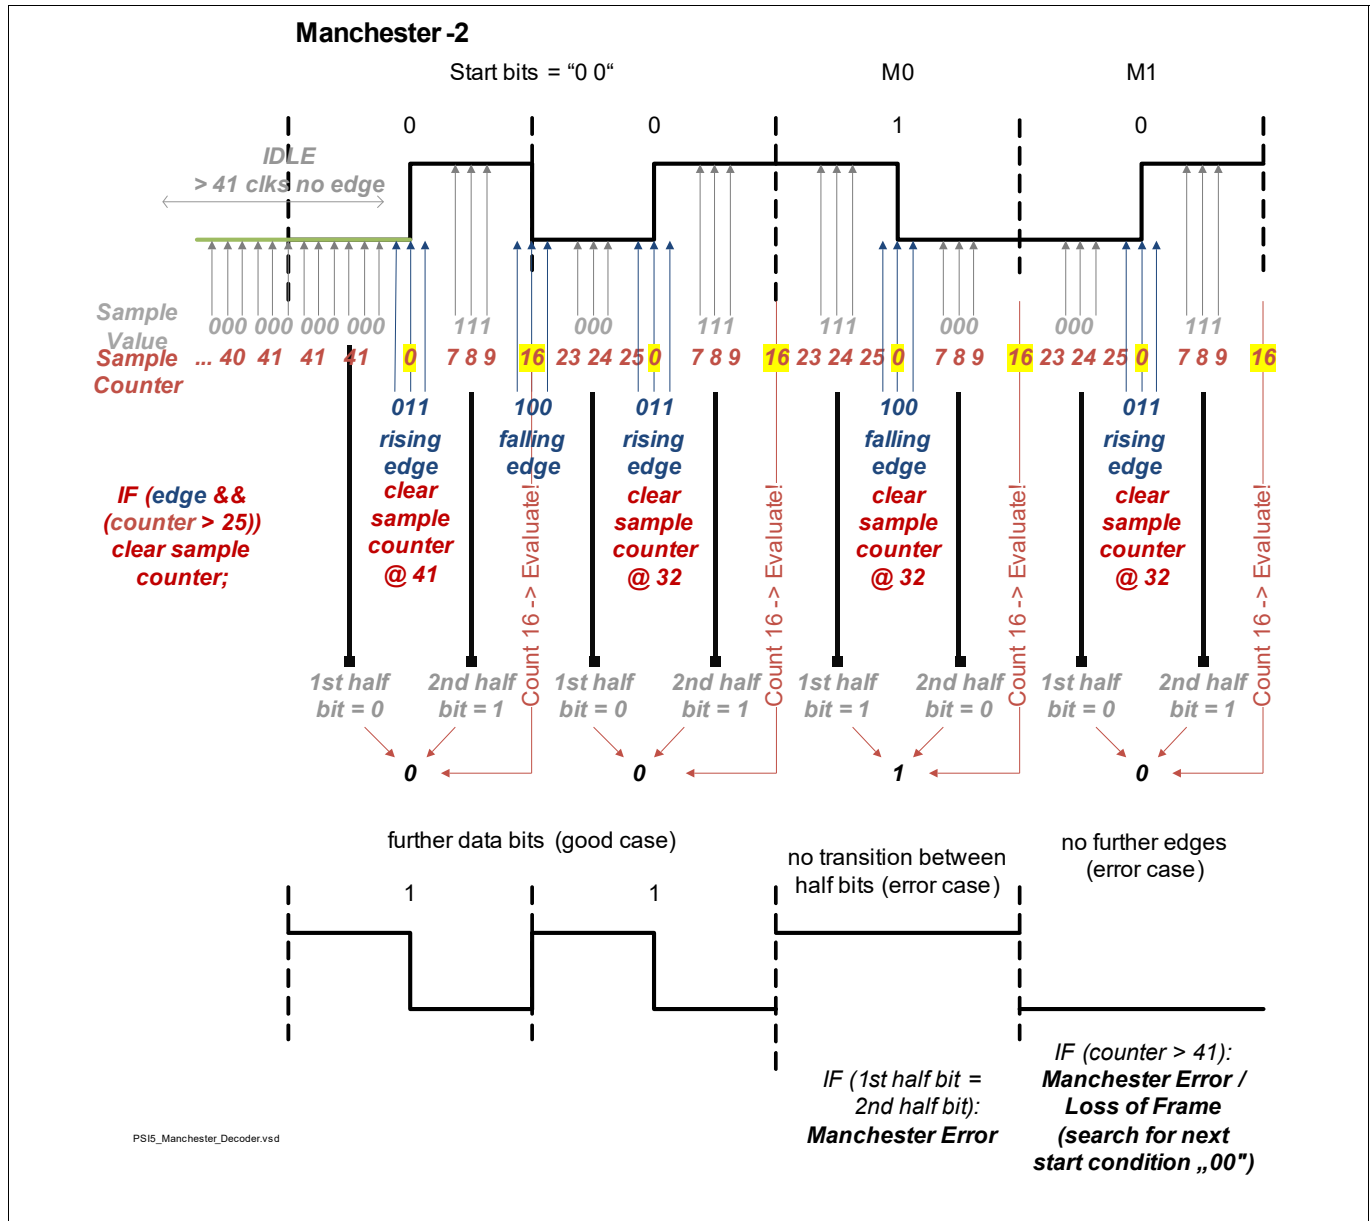 Manchester -2
Start bits = “0 0“ M0 M1
0 0 1 0
IDLE
> 41 clks no edge
Sample Value 000 000 000 000 111 000 111 111 000 000 111
Sample Counter ... 40 41 41 41 0 7 8 9 16 23 24 25 0 7 8 9 16 23 24 25 0 7 8 9 16 23 24 25 0 7 8 9 16
011 100 011 100 011
rising falling rising falling rising
edge edge edge edge edge
clear clear clear clear
sample sample sample sample
counter counter counter counter
@ 41 @ 32 @ 32 @ 32
IF (edge &&
(counter > 25))
clear sample
counter;
Count 16 -> Evaluate!
Count 16 -> Evaluate!
Count 16 -> Evaluate!
Count 16 -> Evaluate!
1st half 2nd half 1st half 2nd half 1st half 2nd half 1st half 2nd half
bit = 0 bit = 1 bit = 0 bit = 1 bit = 1 bit = 0 bit = 0 bit = 1
0 0 1 0
further data bits (good case)
no transition between
half bits (error case)
no further edges
(error case)
1 1
IF (1st half bit =
2nd half bit):
Manchester Error
IF (counter > 41):
Manchester Error /
Loss of Frame
(search for next
start condition „00")
PSI5_Manchester_Decoder.vsd